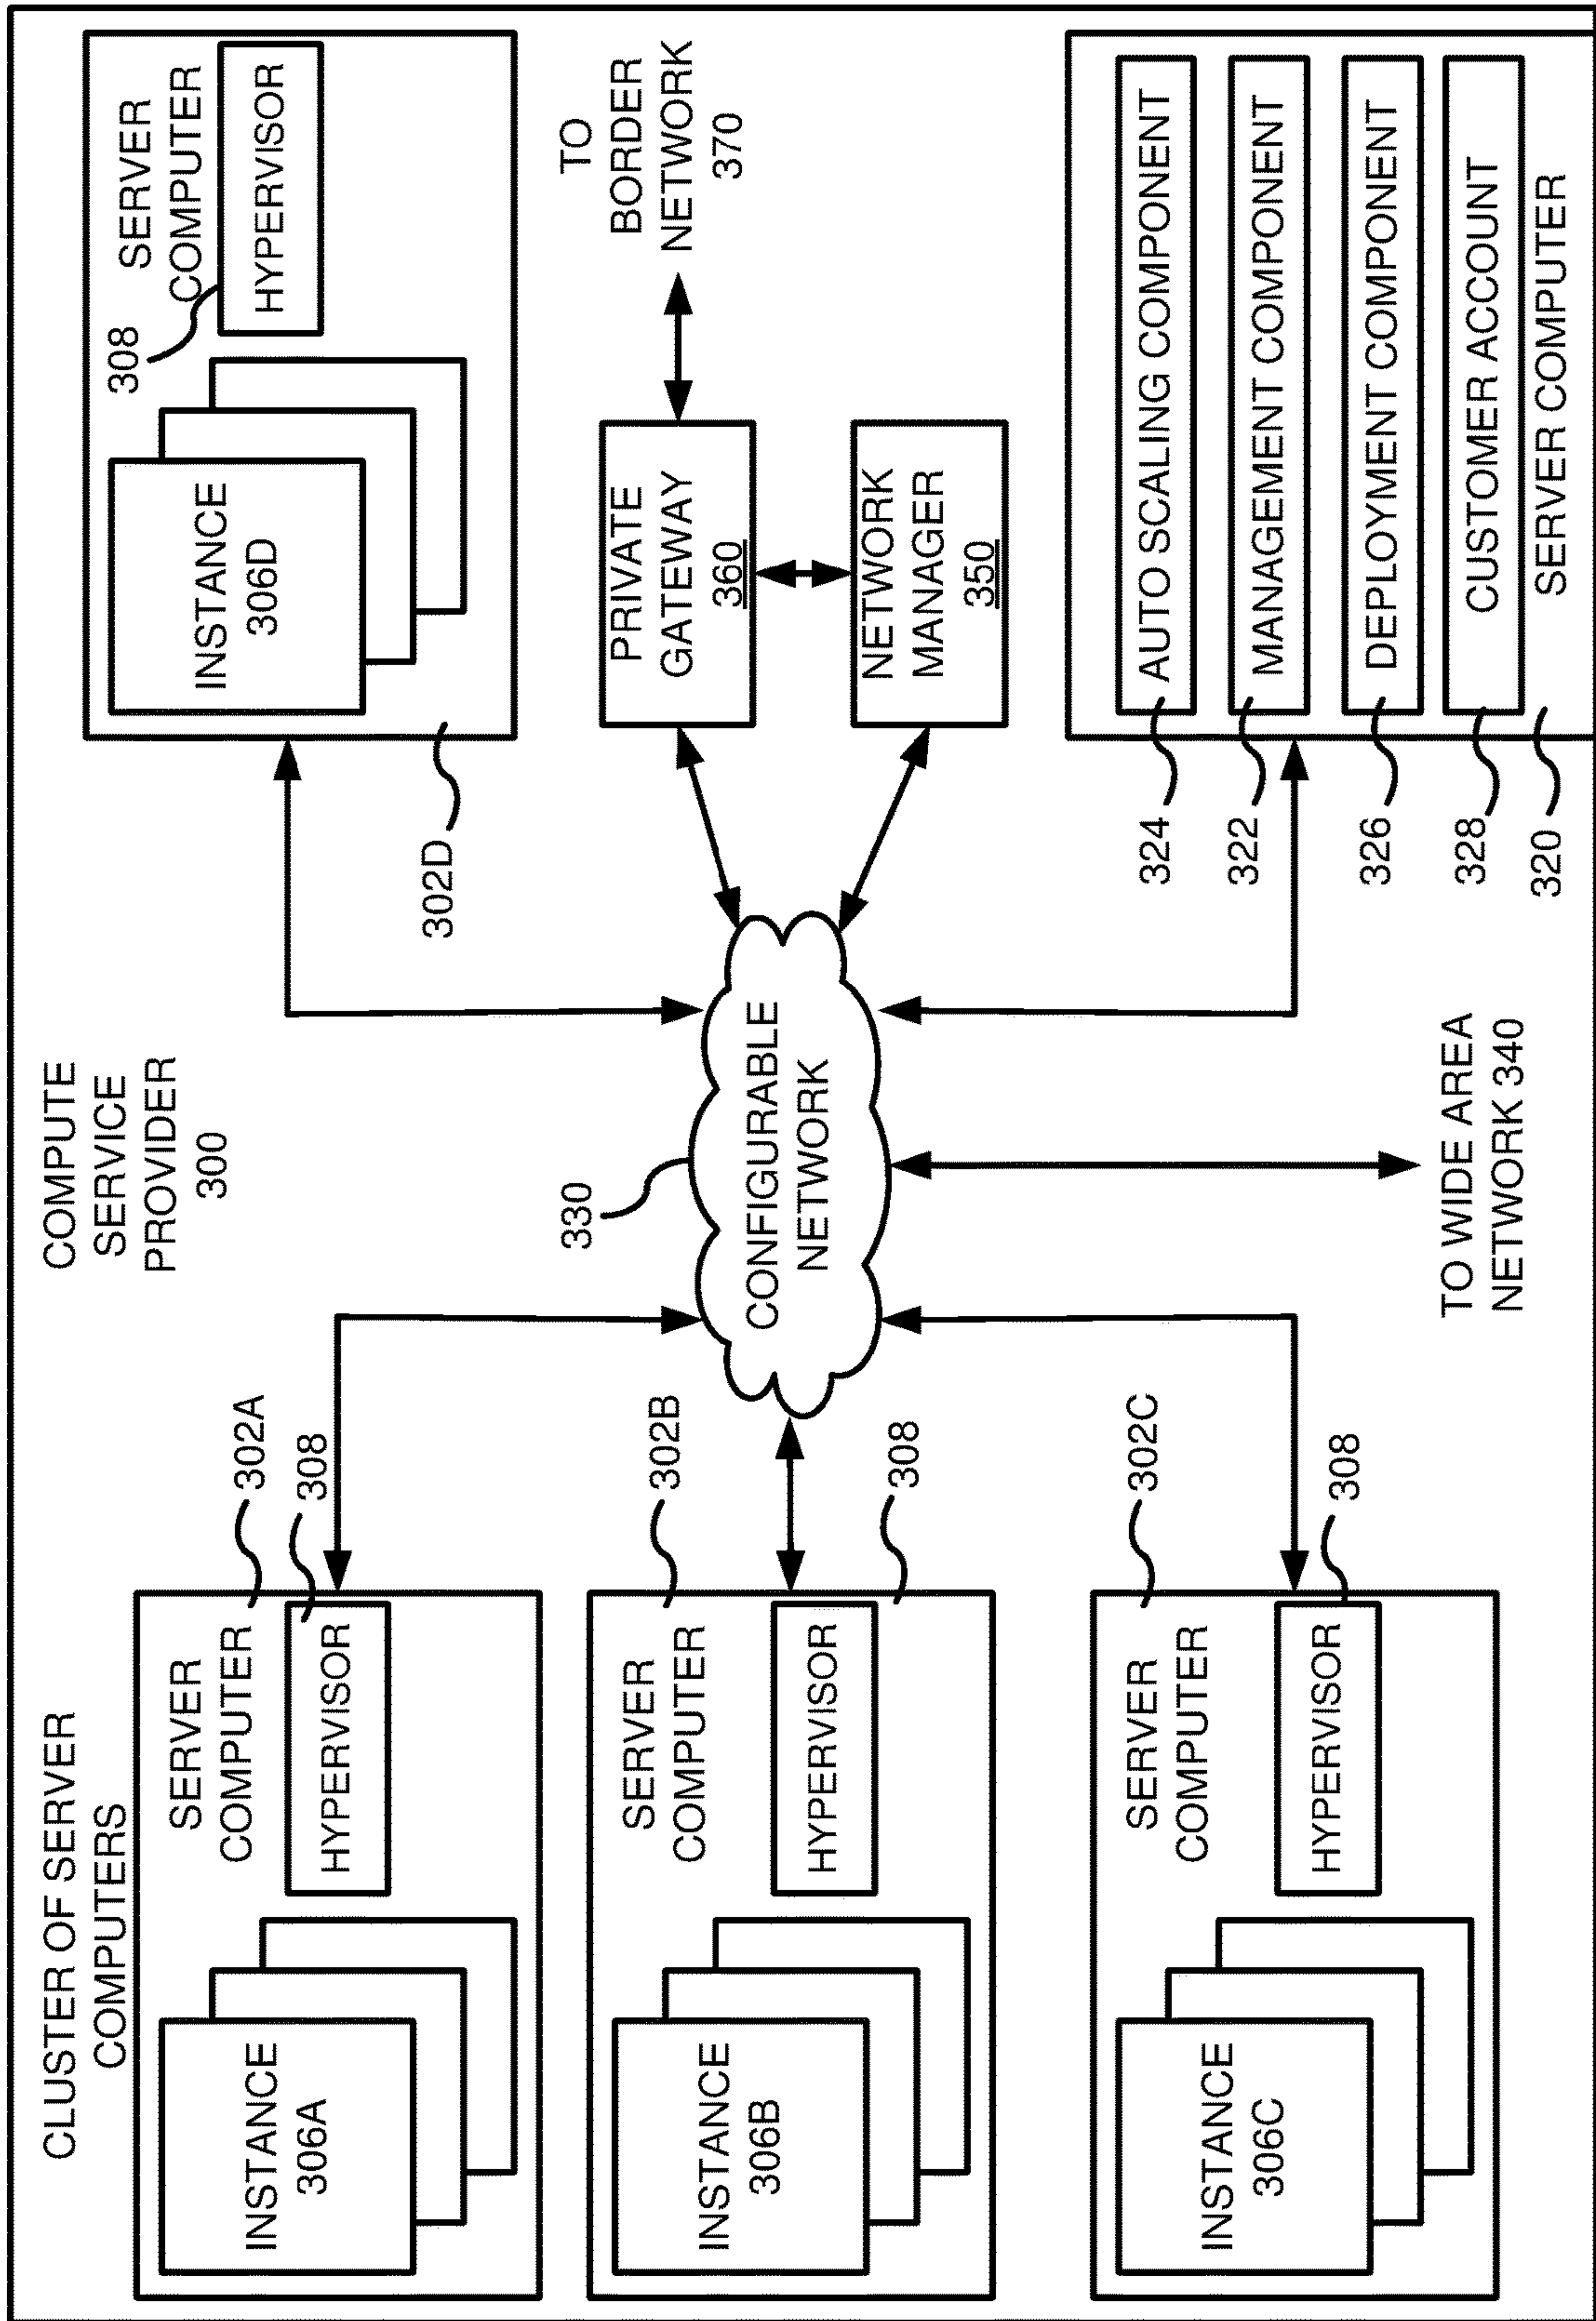 CLUSTER OF SERVER
COMPUTERS
COMPUTE
SERVICE
PROVIDER
300
SERVER
COMPUTER
302A
308
HYPERVISOR
INSTANCE
306A
SERVER
COMPUTER
302B
HYPERVISOR
308
INSTANCE
306B
SERVER
COMPUTER
302C
HYPERVISOR
308
INSTANCE
306C
330
CONFIGURABLE
NETWORK
TO WIDE AREA
NETWORK 340
308
SERVER
COMPUTER
HYPERVISOR
INSTANCE
306D
302D
PRIVATE
GATEWAY
360
TO
BORDER
NETWORK
370
NETWORK
MANAGER
350
324
AUTO SCALING COMPONENT
322
MANAGEMENT COMPONENT
326
DEPLOYMENT COMPONENT
328
CUSTOMER ACCOUNT
320
SERVER COMPUTER